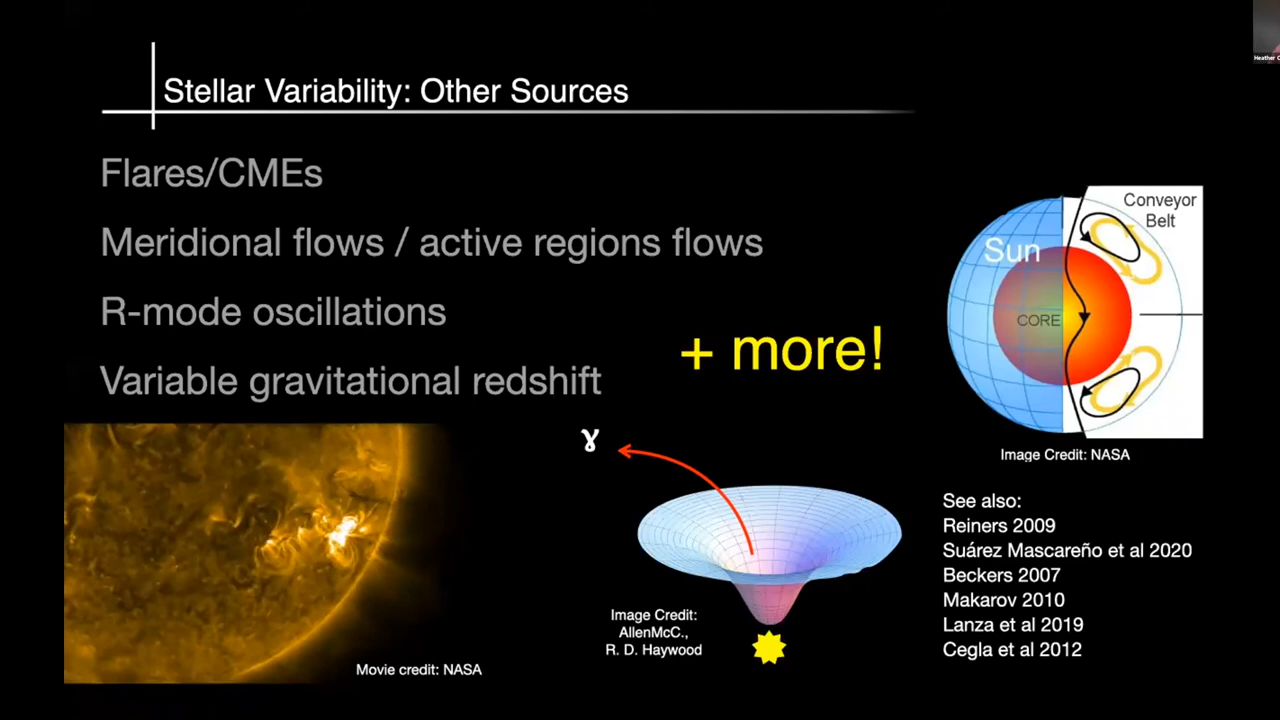 Stellar Variability: Other Sources
Flares/CMEs
Meridional flows / active regions flows
R-mode oscillations
Variable gravitational redshift
+ more!
Conveyor
Belt
Sun
CORE
Image Credit: NASA
ɣ
Image Credit:
AllenMcC.,
R. D. Haywood
Movie credit: NASA
See also:
Reiners 2009
Suárez Mascareño et al 2020
Beckers 2007
Makarov 2010
Lanza et al 2019
Cegla et al 2012
Heather C